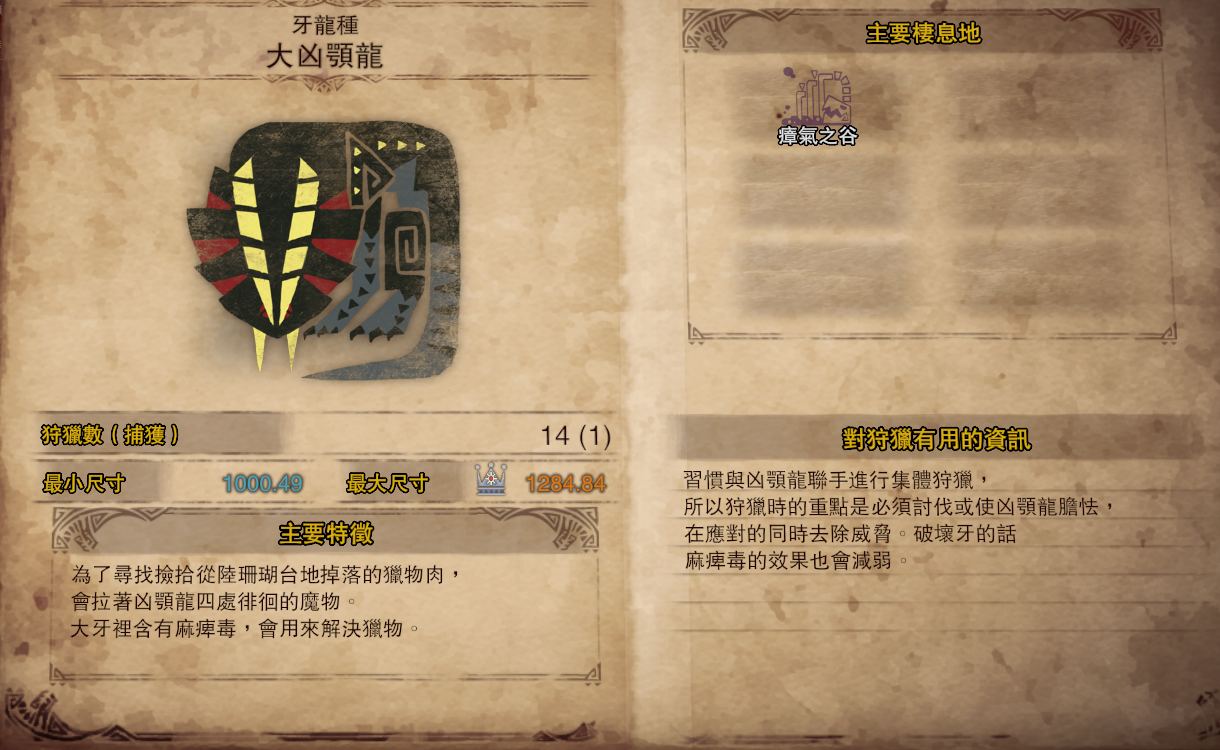 牙龍種
大凶顎龍
狩獵數(捕獲)
14 (1)
最小尺寸 1000.49 最大尺寸 1284.84
主要特徵
為了尋找撿拾從陸珊瑚台地掉落的獵物肉，
會拉著凶顎龍四處徘徊的魔物。
大牙裡含有麻痺毒，會用來解決獵物。
主要棲息地
瘴氣之谷
對狩獵有用的資訊
習慣與凶顎龍聯手進行集體狩獵，
所以狩獵時的重點是必須討伐或使凶顎龍膽怯，
在應對的同時去除威脅。破壞牙的話
麻痺毒的效果也會減弱。